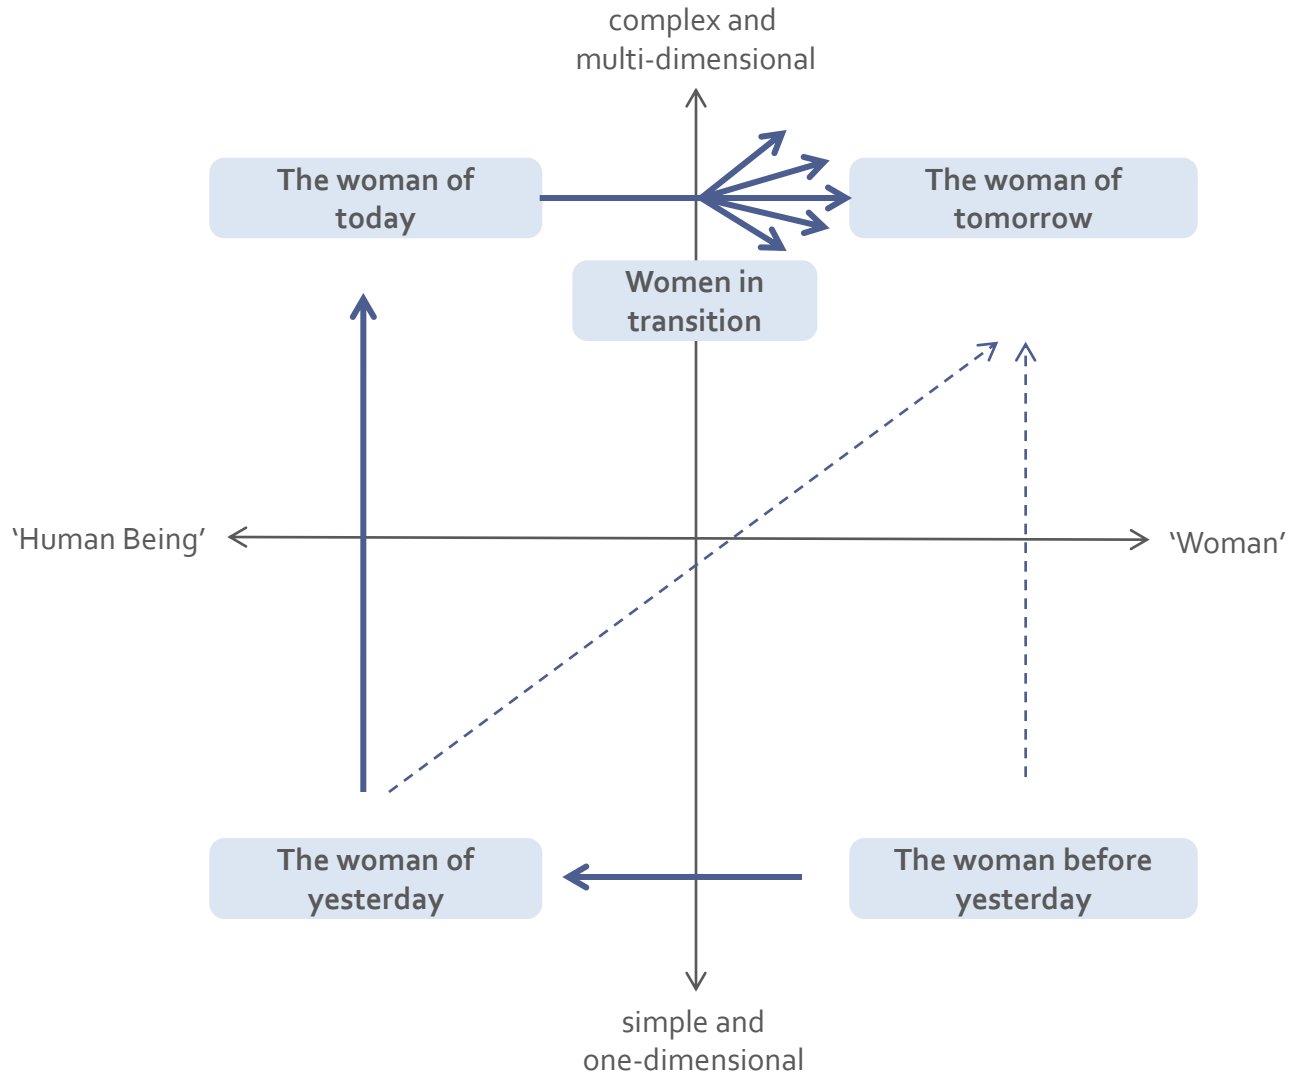 complex and
multi-dimensional
The woman of
today
The woman of
tomorrow
Women in
transition
‘Human Being’
‘Woman’
The woman of
yesterday
The woman before
yesterday
simple and
one-dimensional